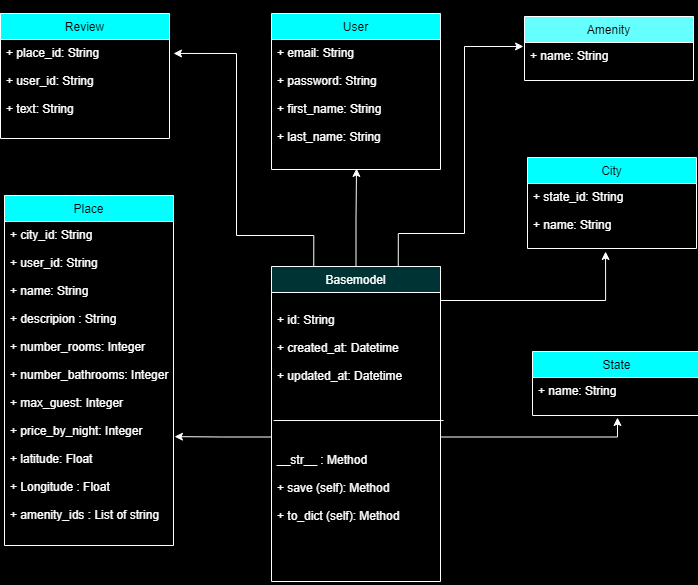 Review
+ place_id: String
+ user_id: String
+ text: String
User
+ email: String
+ password: String
+ first_name: String
+ last_name: String
Amenity
+ name: String
City
+ state_id: String
+ name: String
Place
+ city_id: String
+ user_id: String
+ name: String
+ descripion : String
+ number_rooms: Integer
+ number_bathrooms: Integer
+ max_guest: Integer
+ price_by_night: Integer
+ latitude: Float
+ Longitude : Float
+ amenity_ids : List of string
Basemodel
+ id: String
+ created_at: Datetime
+ updated_at: Datetime
__str__ : Method
+ save (self): Method
+ to_dict (self): Method
State
+ name: String